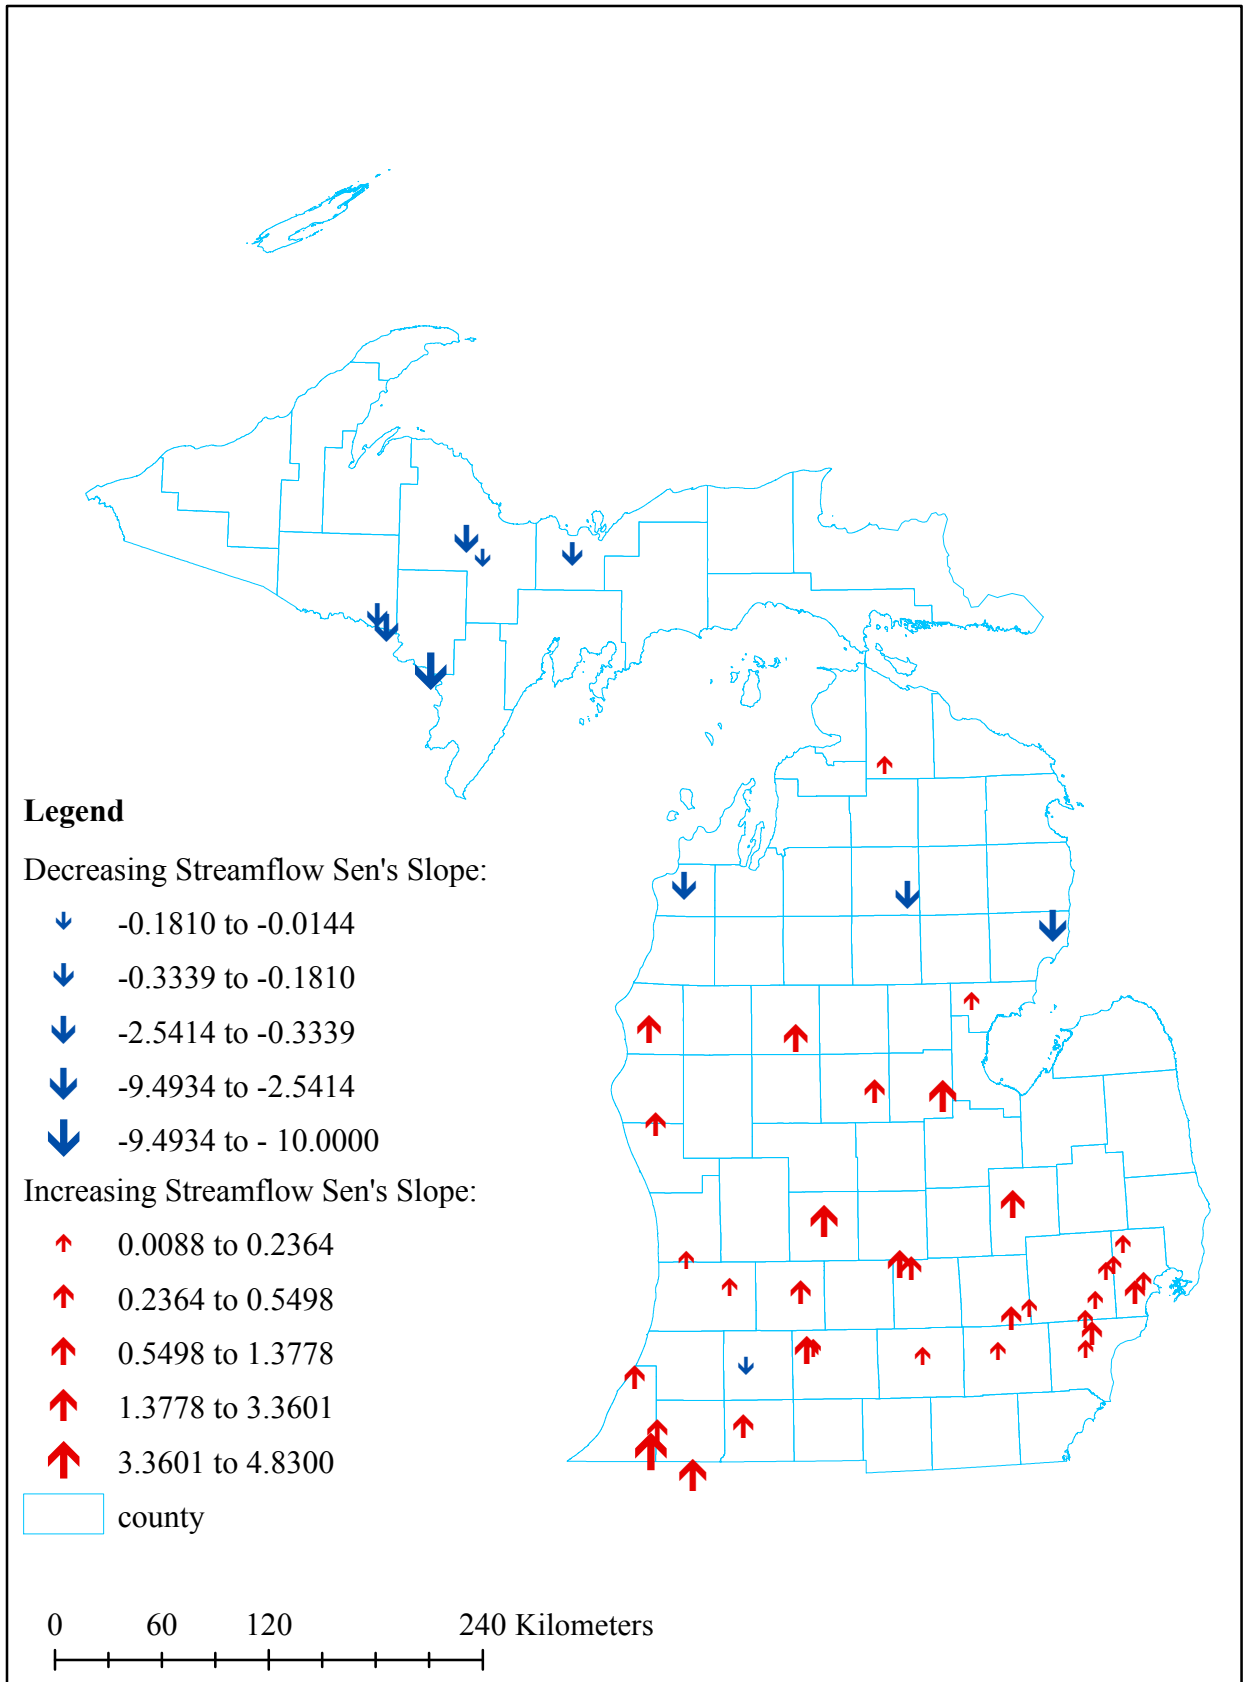 Legend
Decreasing Streamflow Sen's Slope:
-0.1810 to -0.0144
-0.3339 to -0.1810
-2.5414 to -0.3339
-9.4934 to -2.5414
-9.4934 to - 10.0000
Increasing Streamflow Sen's Slope:
0.0088 to 0.2364
0.2364 to 0.5498
0.5498 to 1.3778
1.3778 to 3.3601
3.3601 to 4.8300
county
0 60 120 240 Kilometers